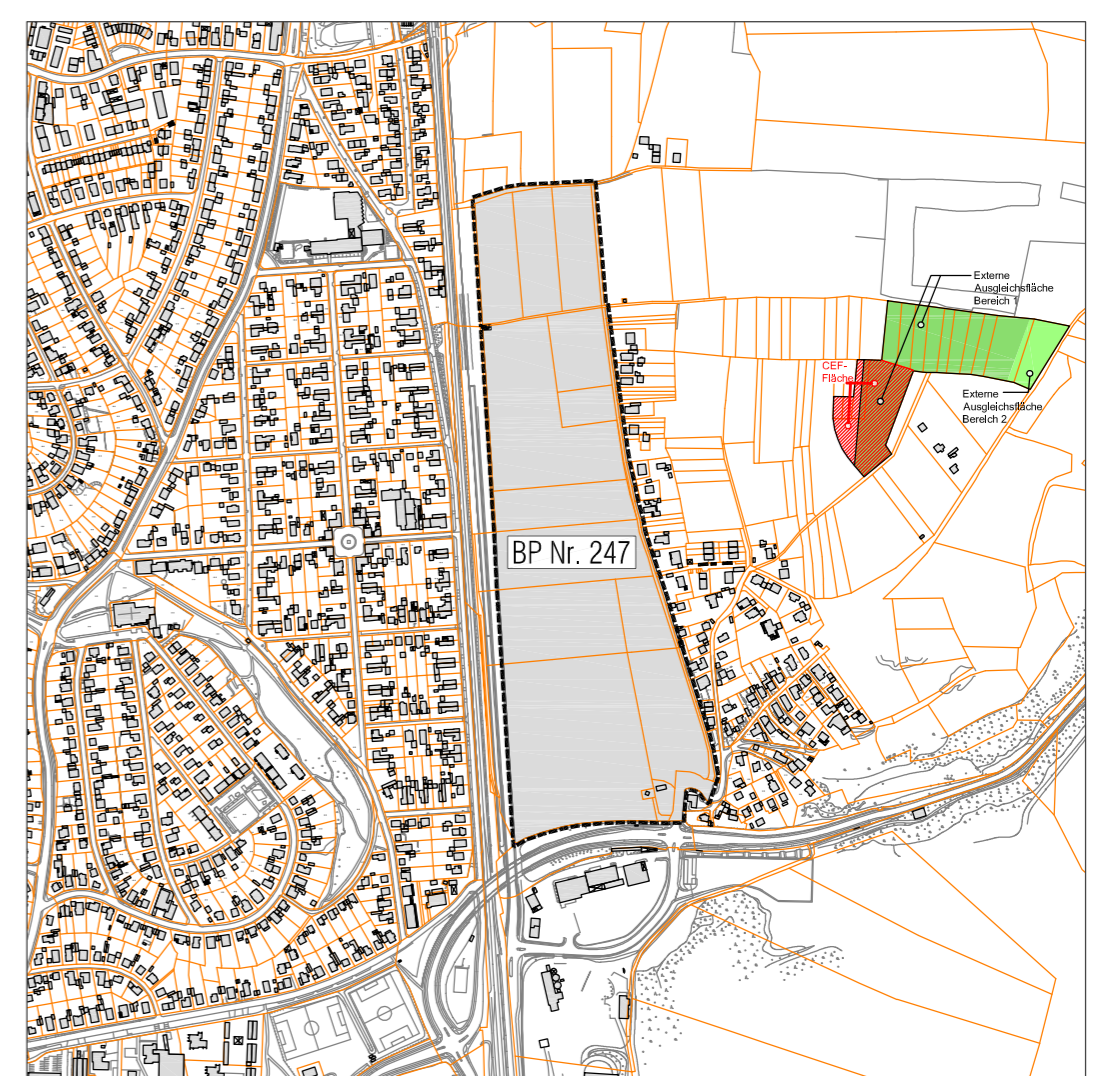 Externe
Ausgleichsfläche
Bereich 1
CEF-
Fläche
Externe
Ausgleichsfläche
Bereich 2
BP Nr. 247